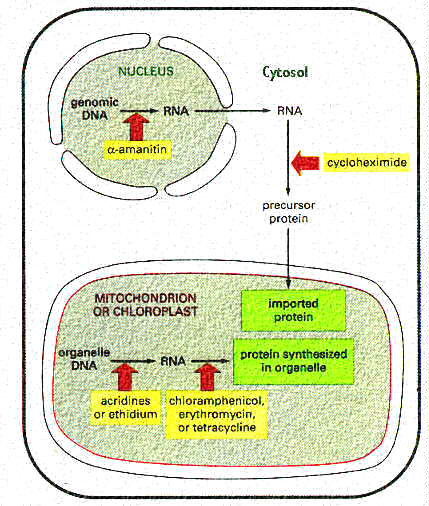 NUCLEUS
Cytosol
genomic
DNA
RNA
RNA
α-amanitin
cycloheximide
precursor
protein
MITOCHONDRION
OR CHLOROPLAST
imported
protein
organelle
DNA
RNA
protein synthesized
in organelle
acridines
or ethidium
chloramphenicol,
erythromycin,
or tetracycline